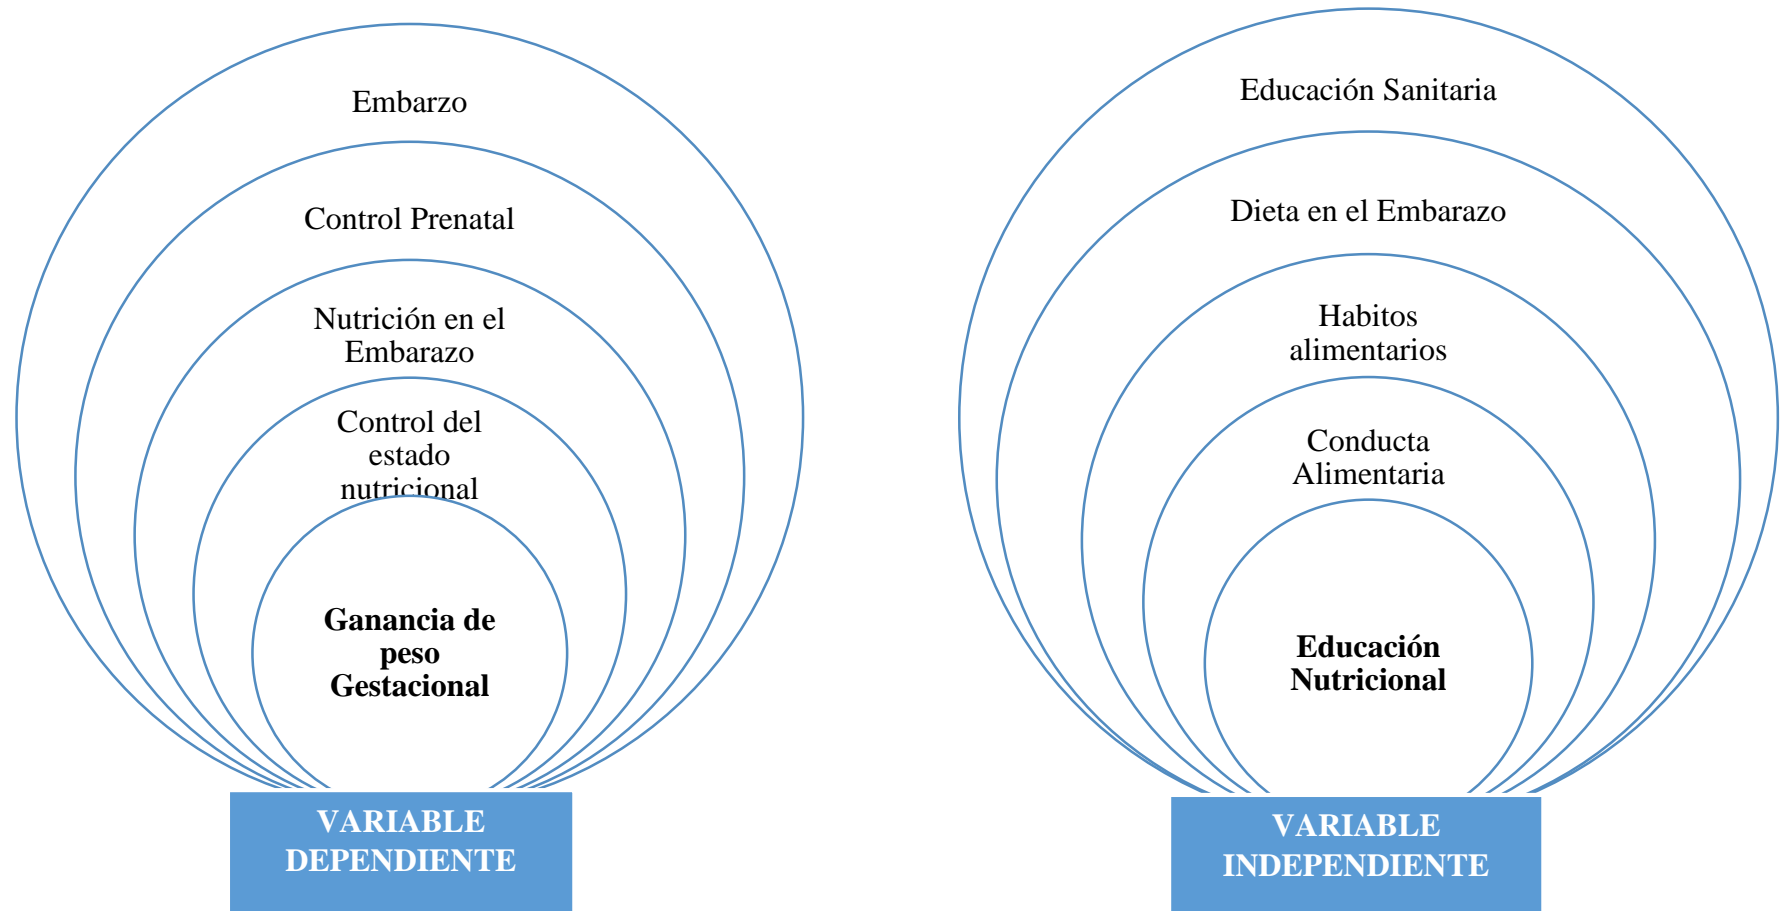 Embarzo
Control Prenatal
Nutrición en el
Embarazo
Control del
estado
nutricional
Ganancia de
peso
Gestacional
VARIABLE
DEPENDIENTE
Educación Sanitaria
Dieta en el Embarazo
Habitos
alimentarios
Conducta
Alimentaria
Educación
Nutricional
VARIABLE
INDEPENDIENTE